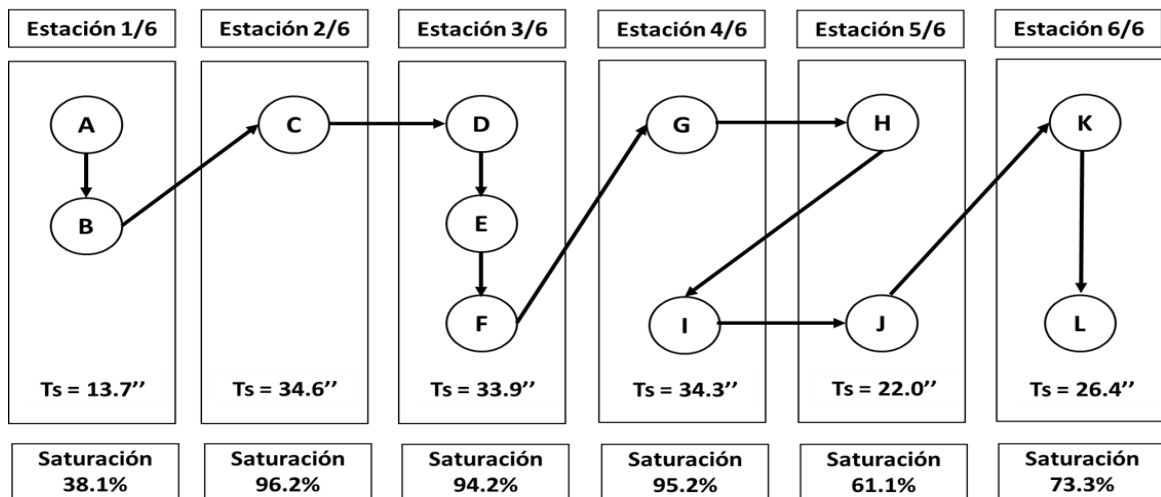 Estación 1/6
Estación 2/6
Estación 3/6
Estación 4/6
Estación 5/6
Estación 6/6
A
B
C
D
E
F
G
H
I
J
K
L
Ts = 13.7’’
Ts = 34.6’’
Ts = 33.9’’
Ts = 34.3’’
Ts = 22.0’’
Ts = 26.4’’
Saturación
38.1%
Saturación
96.2%
Saturación
94.2%
Saturación
95.2%
Saturación
61.1%
Saturación
73.3%